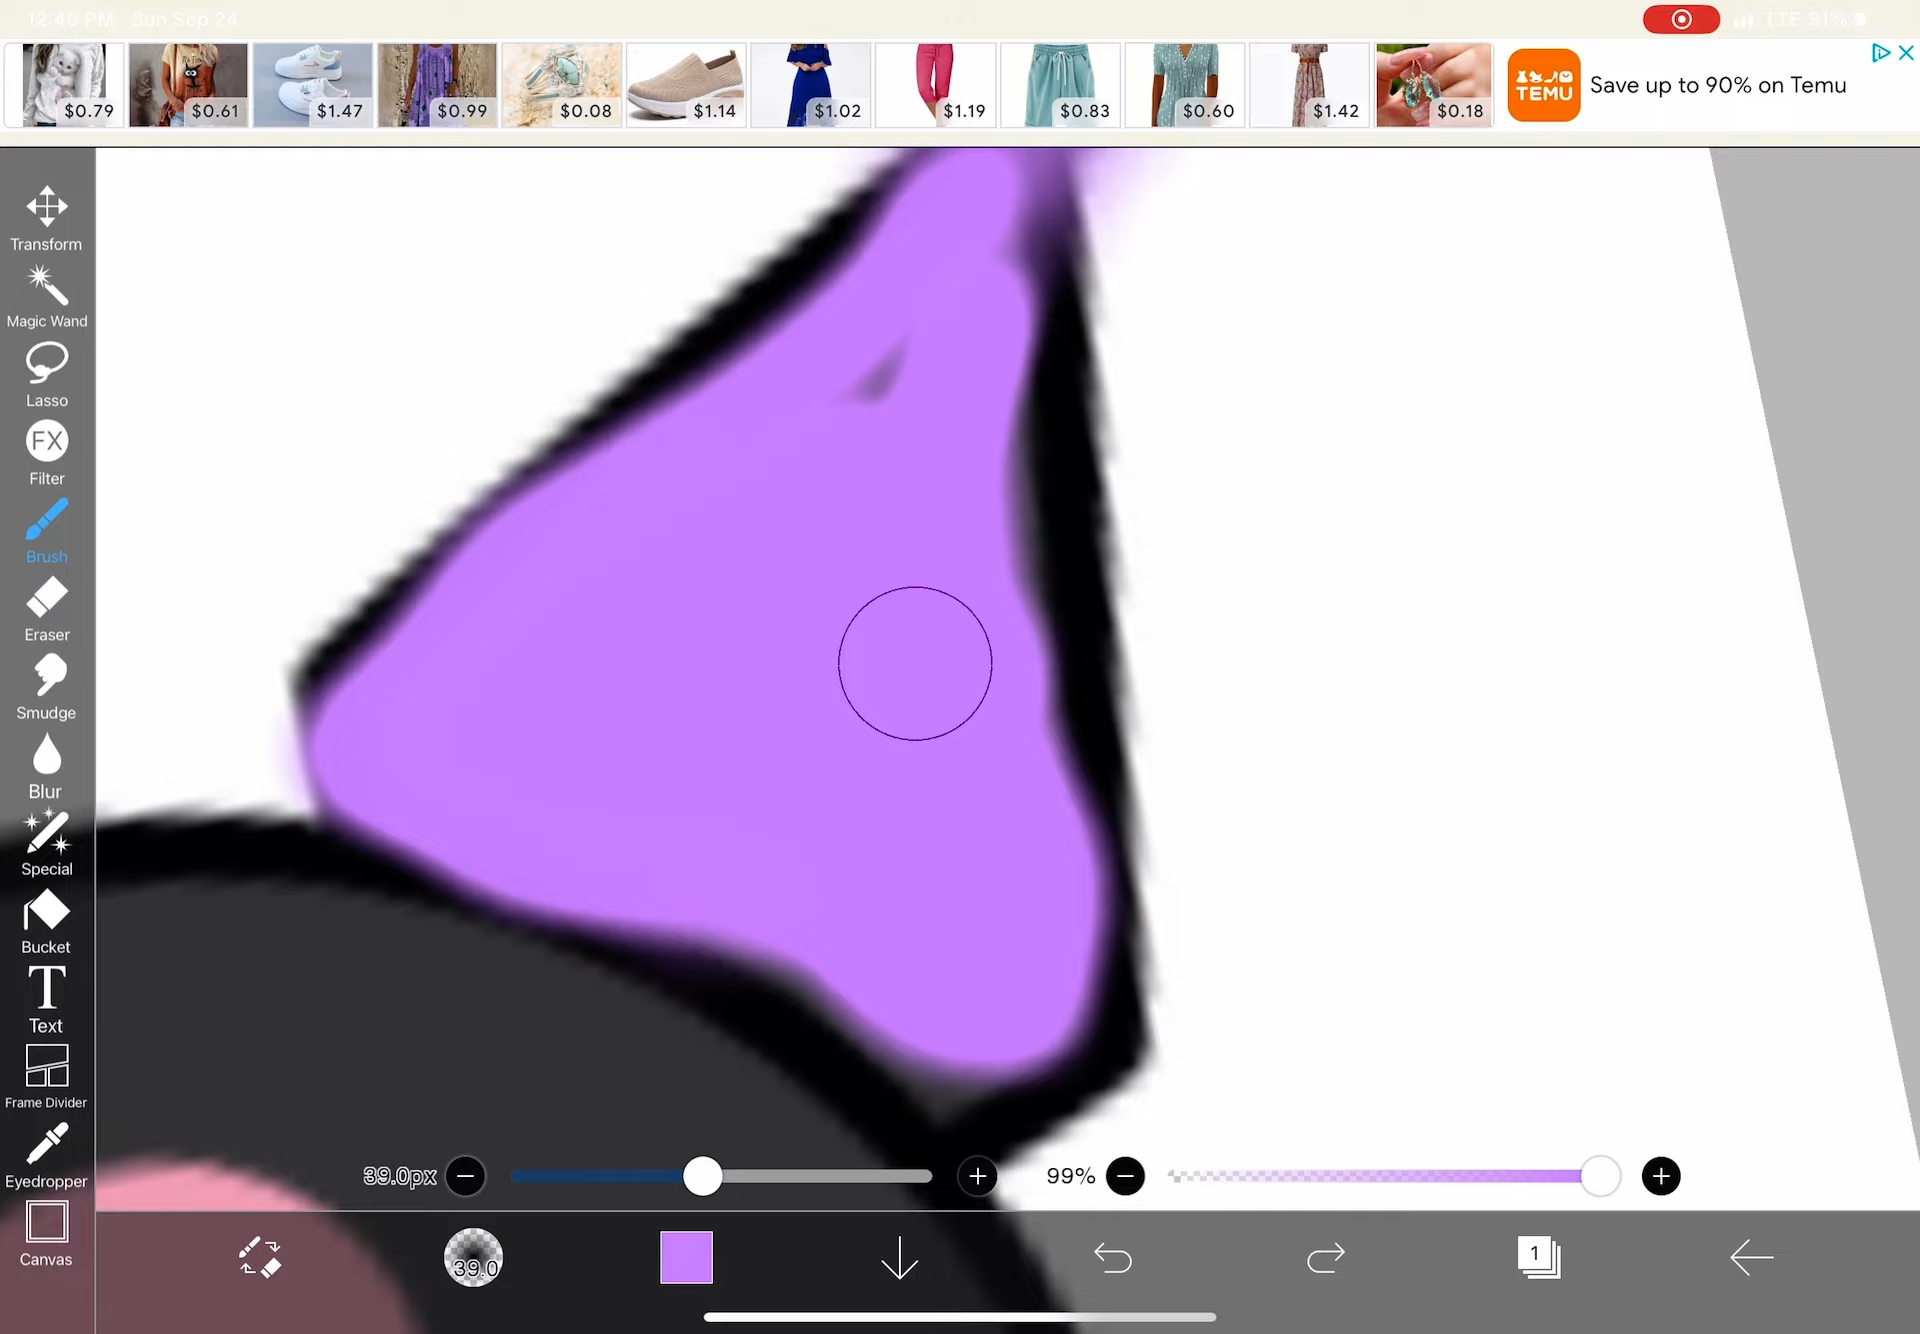 12:46 PM Sun Sep 24
LTE 31%
$0.79
$0.61
$1.47
$0.99
$0.08
$1.14
$1.02
$1.19
$0.83
$0.60
$1.42
$0.18
TEMU
Save up to 90% on Temu
Transform
Magic Wand
Lasso
FX
Filter
Brush
Eraser
Smudge
Blur
Special
Bucket
T
Text
Frame Divider
Eyedropper
Canvas
39.0px
99%
39.0
1